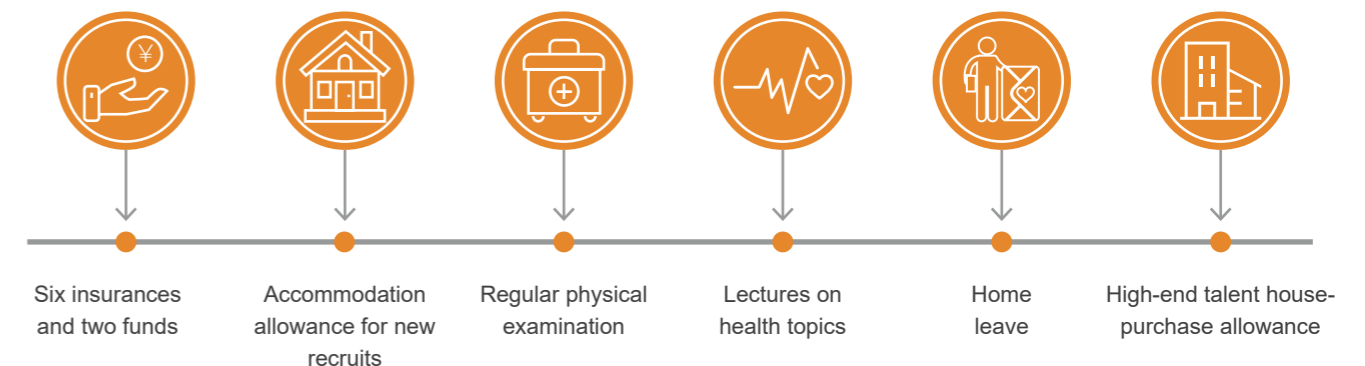 ¥
Six insurances
and two funds
Accommodation
allowance for new
recruits
Regular physical
examination
Lectures on
health topics
Home
leave
High-end talent house-
purchase allowance